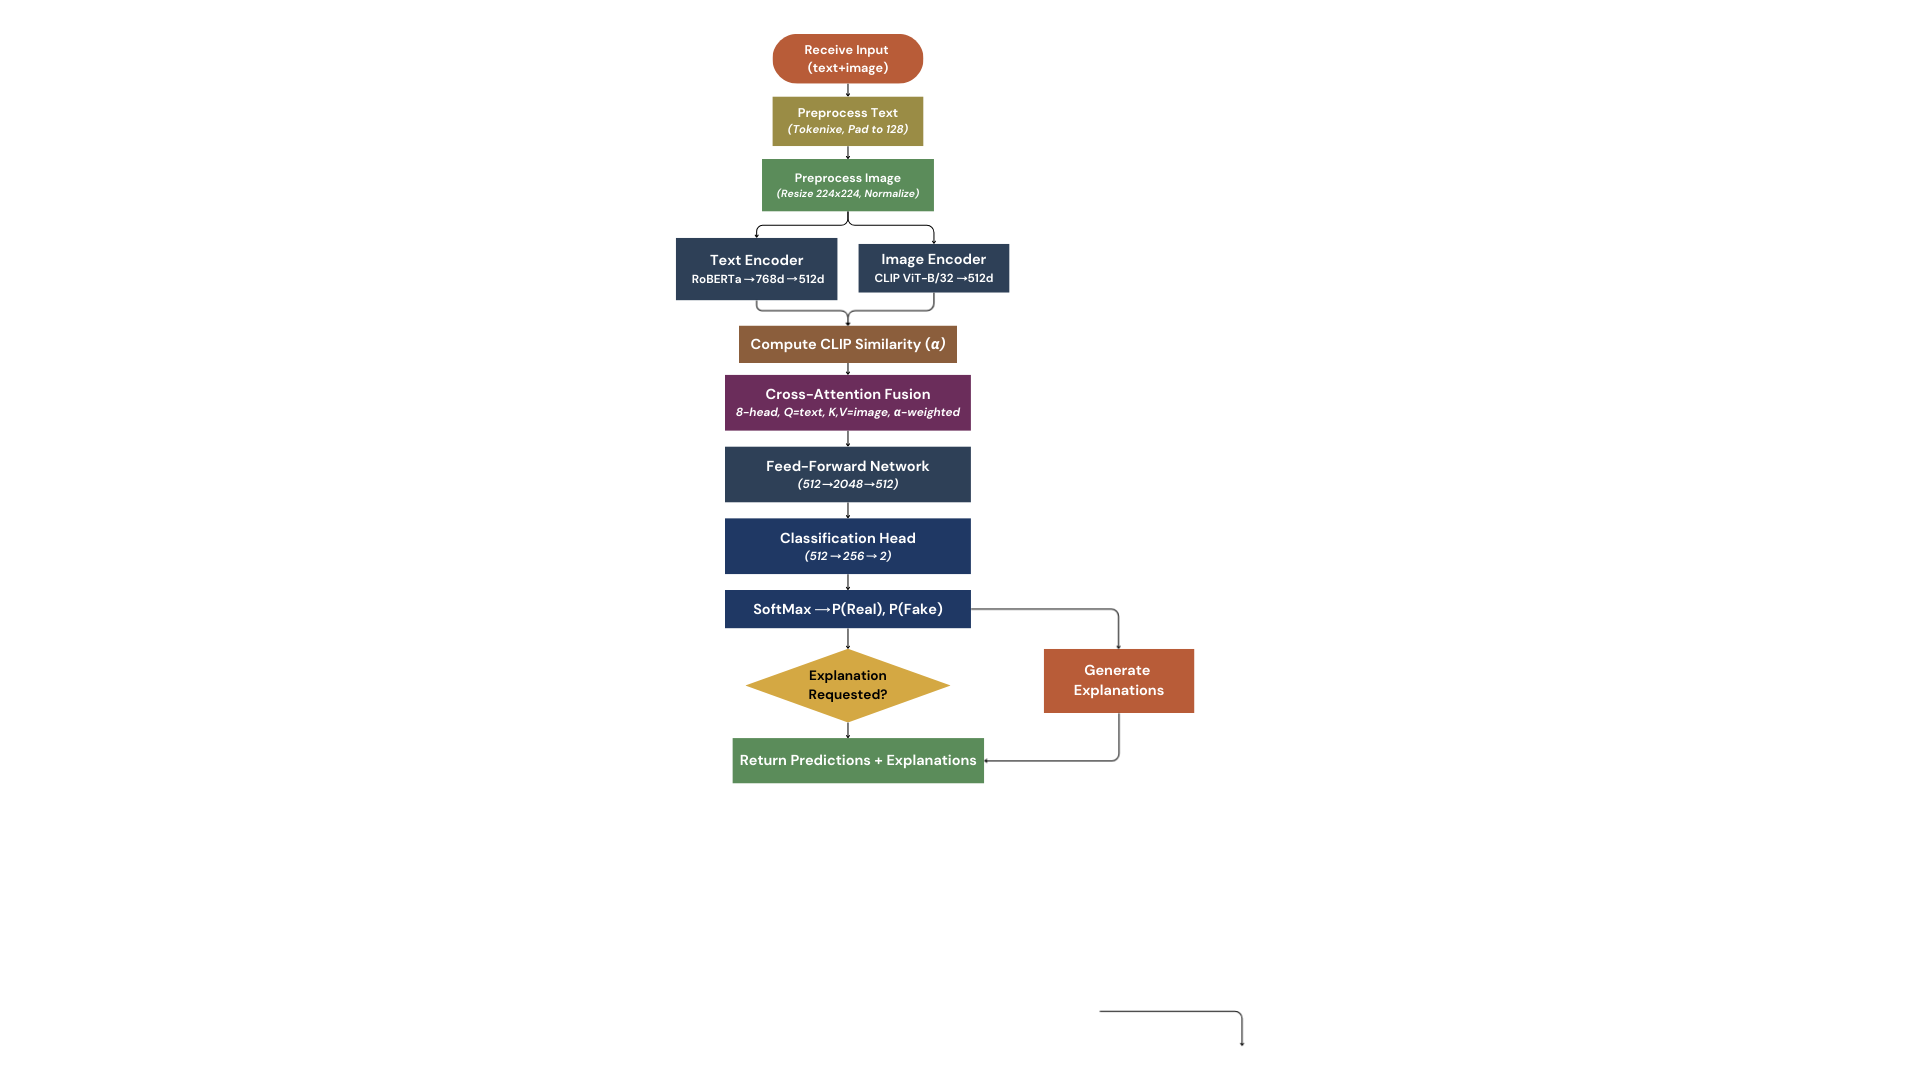 Receive Input
(text+image)
Preprocess Text
(Tokenixe, Pad to 128)
Preprocess Image
(Resize 224x224, Normalize)
Text Encoder
RoBERTa→768d→512d
Image Encoder
CLIP ViT-B/32 →512d
Compute CLIP Similarity (α)
Cross-Attention Fusion
8-head, Q=text, K,V=image, α-weighted
Feed-Forward Network
(512→2048→512)
Classification Head
(512→256→2)
SoftMax →P(Real), P(Fake)
Explanation
Requested?
Generate
Explanations
Return Predictions + Explanations